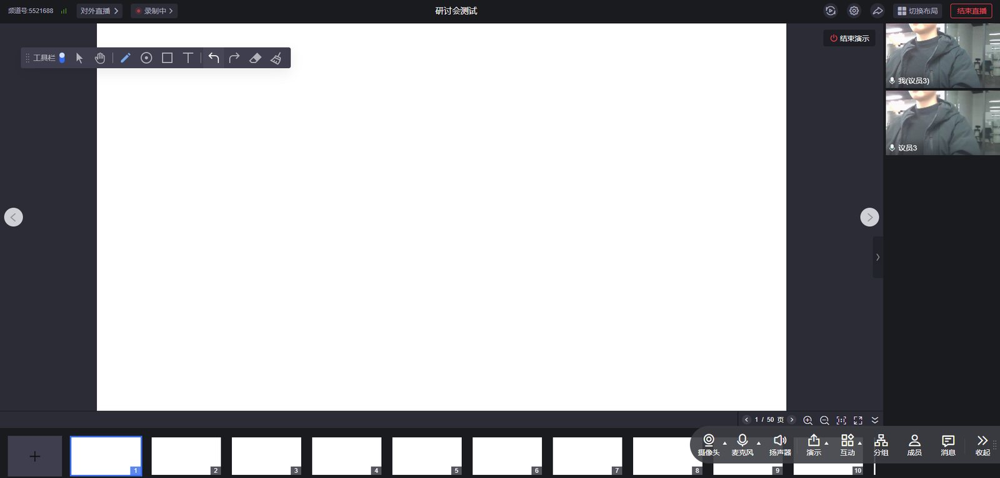 频道号:5521688 对外直播 录制中 研讨会测试 切换布局 结束直播
结束演示
工具栏
我(议员3)
议员3
1 / 50 页
摄像头 麦克风 扬声器 演示 互动 分组 成员 消息 收起
1 2 3 4 5 6 7 8 9 10